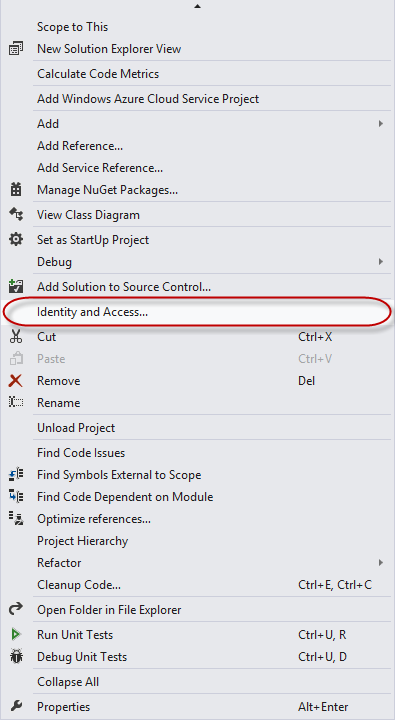 Scope to This
New Solution Explorer View
Calculate Code Metrics
Add Windows Azure Cloud Service Project
Add
Add Reference...
Add Service Reference...
Manage NuGet Packages...
View Class Diagram
Set as StartUp Project
Debug
Add Solution to Source Control...
Identity and Access...
Cut Ctrl+X
Paste Ctrl+V
Remove Del
Rename
Unload Project
Find Code Issues
Find Symbols External to Scope
Find Code Dependent on Module
Optimize references...
Project Hierarchy
Refactor
Cleanup Code... Ctrl+E, Ctrl+C
Open Folder in File Explorer
Run Unit Tests Ctrl+U, R
Debug Unit Tests Ctrl+U, D
Collapse All
Properties Alt+Enter